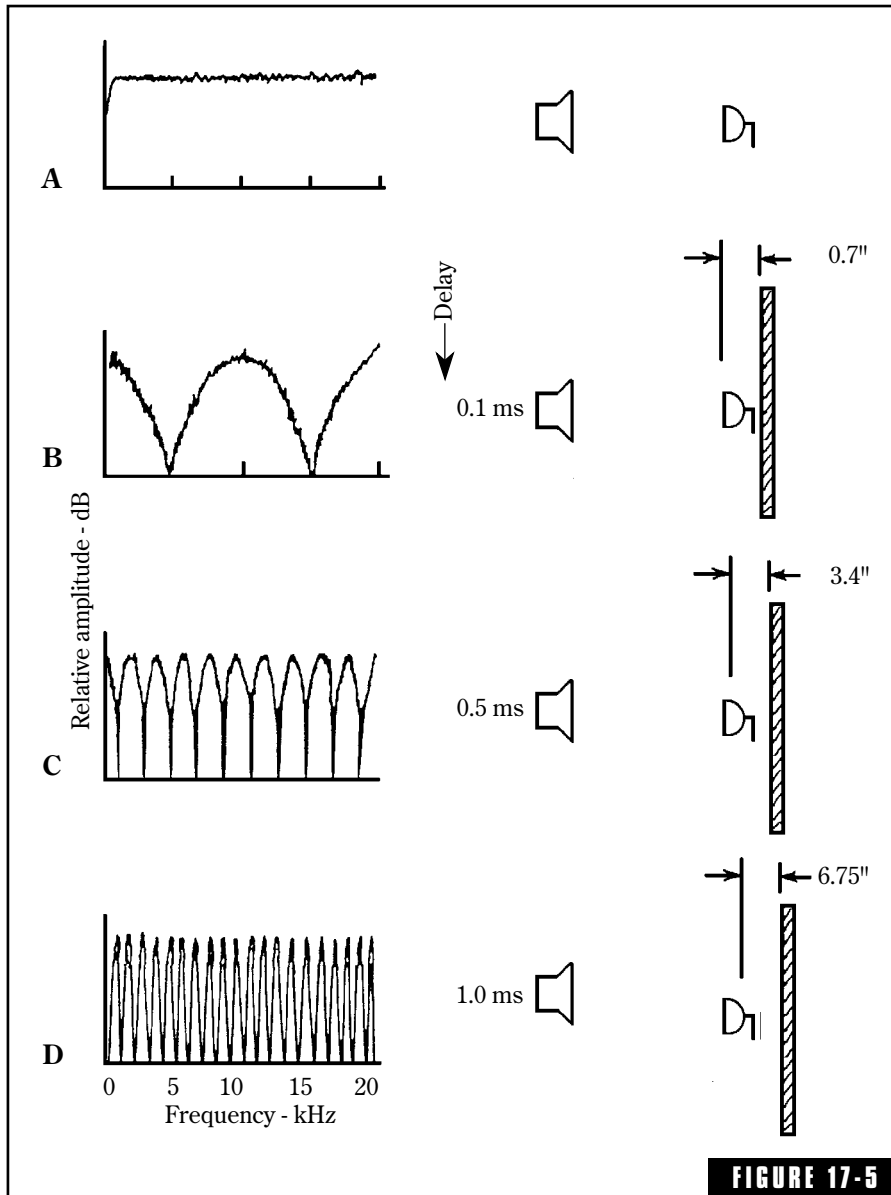 A
0.7"
Delay
0.1 ms
B
Relative amplitude - dB
3.4"
0.5 ms
C
6.75"
1.0 ms
D
0 5 10 15 20
Frequency - kHz
FIGURE 17-5